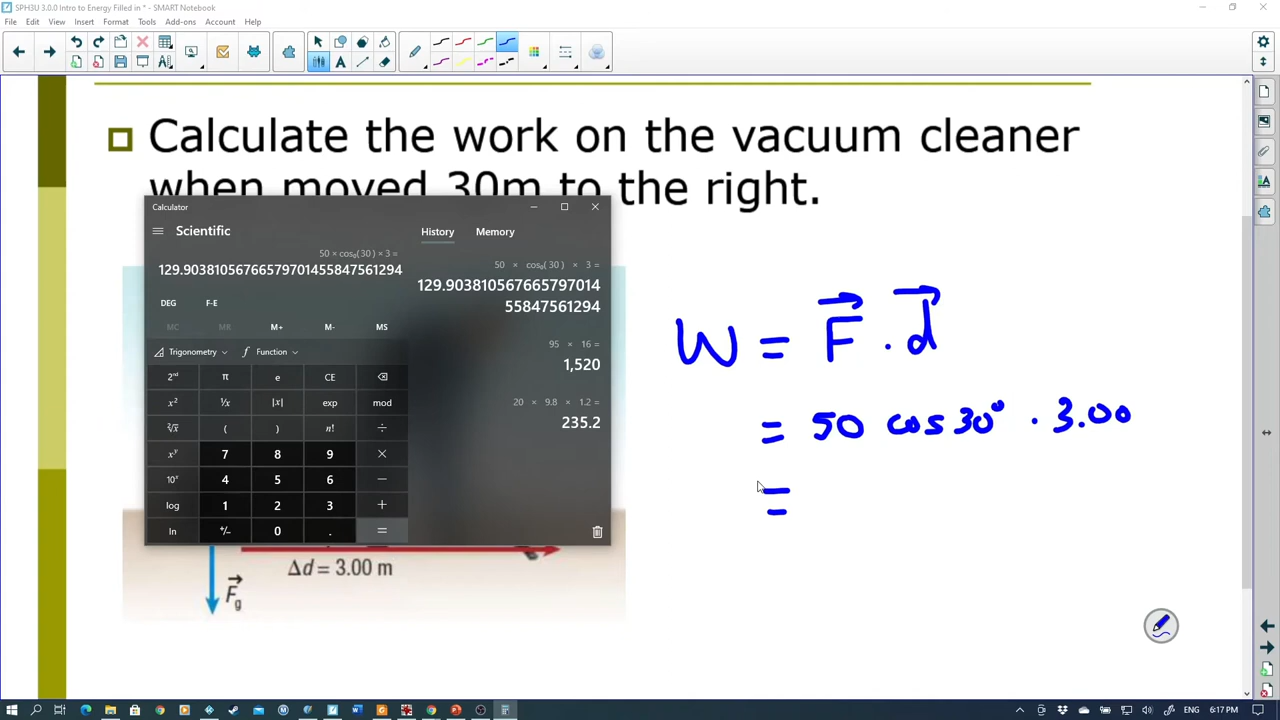 SPH3U 3.0.0 Intro to Energy Filled in * - SMART Notebook
File Edit View Insert Format Tools Add-ons Account Help
Calculate the work on the vacuum cleaner
when moved 30m to the right.
Calculator
Scientific
History Memory
50 × cos₀( 30 ) × 3 =
129.90381056766579701455847561294
DEG F-E
MC MR M+ M- MS
Trigonometry Function
2ⁿᵈ π e CE
x² ¹/x |x| exp mod
²√x ( ) n! ÷
xʸ 7 8 9 ×
10ˣ 4 5 6 −
log 1 2 3 +
ln +/− 0 . =
50 × cos₀( 30 ) × 3 =
129.903810567665797014
55847561294
95 × 16 =
1,520
20 × 9.8 × 1.2 =
235.2
Δd = 3.00 m
F⃗g
W = F⃗ · d⃗
= 50 cos 30° · 3.00
=
ENG 6:17 PM